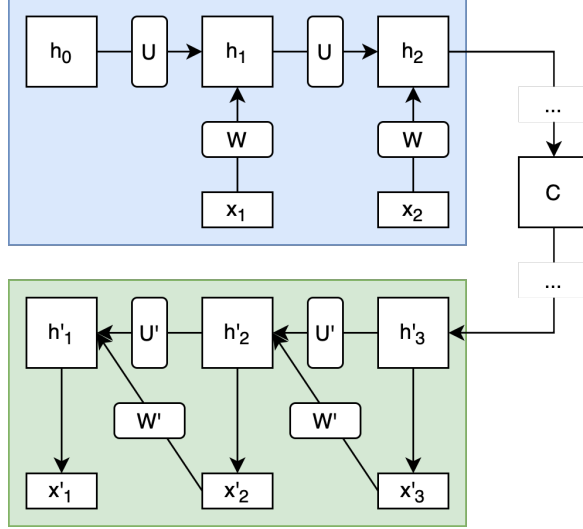 h₀ U h₁ U h₂
...
W W
C
x₁ x₂
...
h'₁ U' h'₂ U' h'₃
W' W'
x'₁ x'₂ x'₃